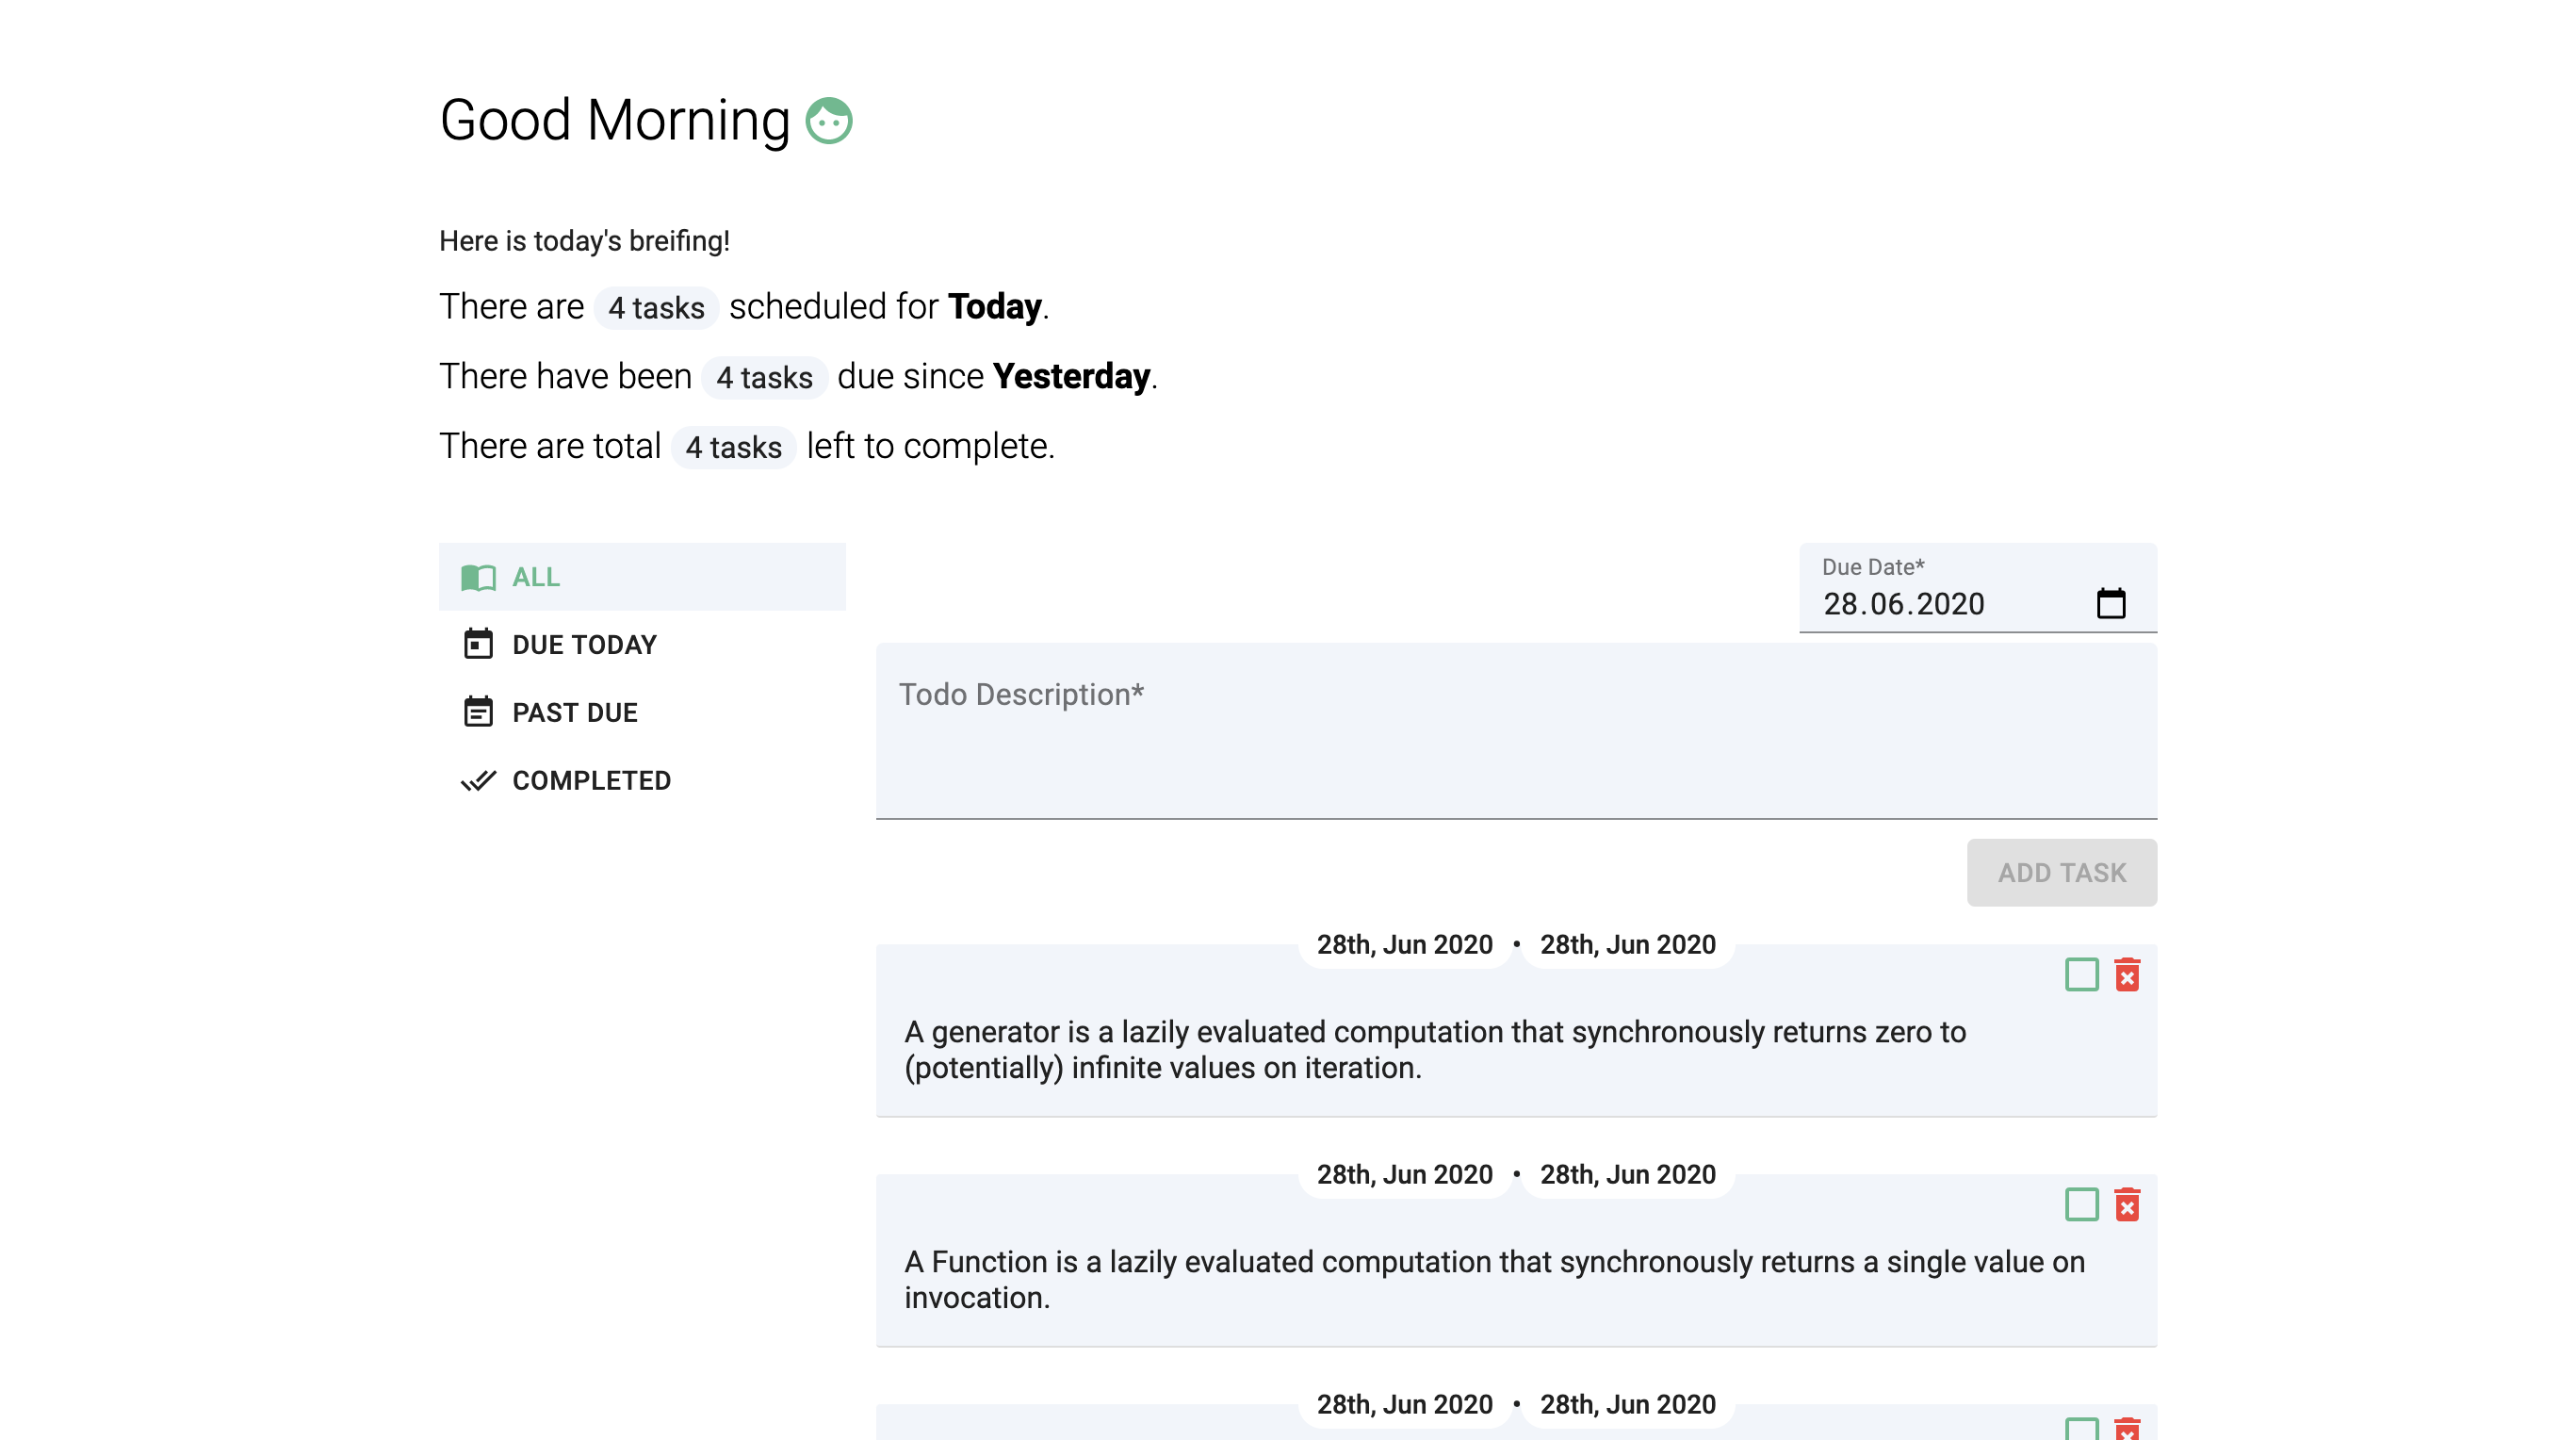 Good Morning
Here is today's breifing!
There are 4 tasks scheduled for Today.
There have been 4 tasks due since Yesterday.
There are total 4 tasks left to complete.
ALL
DUE TODAY
PAST DUE
COMPLETED
Due Date*
28.06.2020
Todo Description*
ADD TASK
28th, Jun 2020 • 28th, Jun 2020
A generator is a lazily evaluated computation that synchronously returns zero to
(potentially) infinite values on iteration.
28th, Jun 2020 • 28th, Jun 2020
A Function is a lazily evaluated computation that synchronously returns a single value on
invocation.
28th, Jun 2020 • 28th, Jun 2020